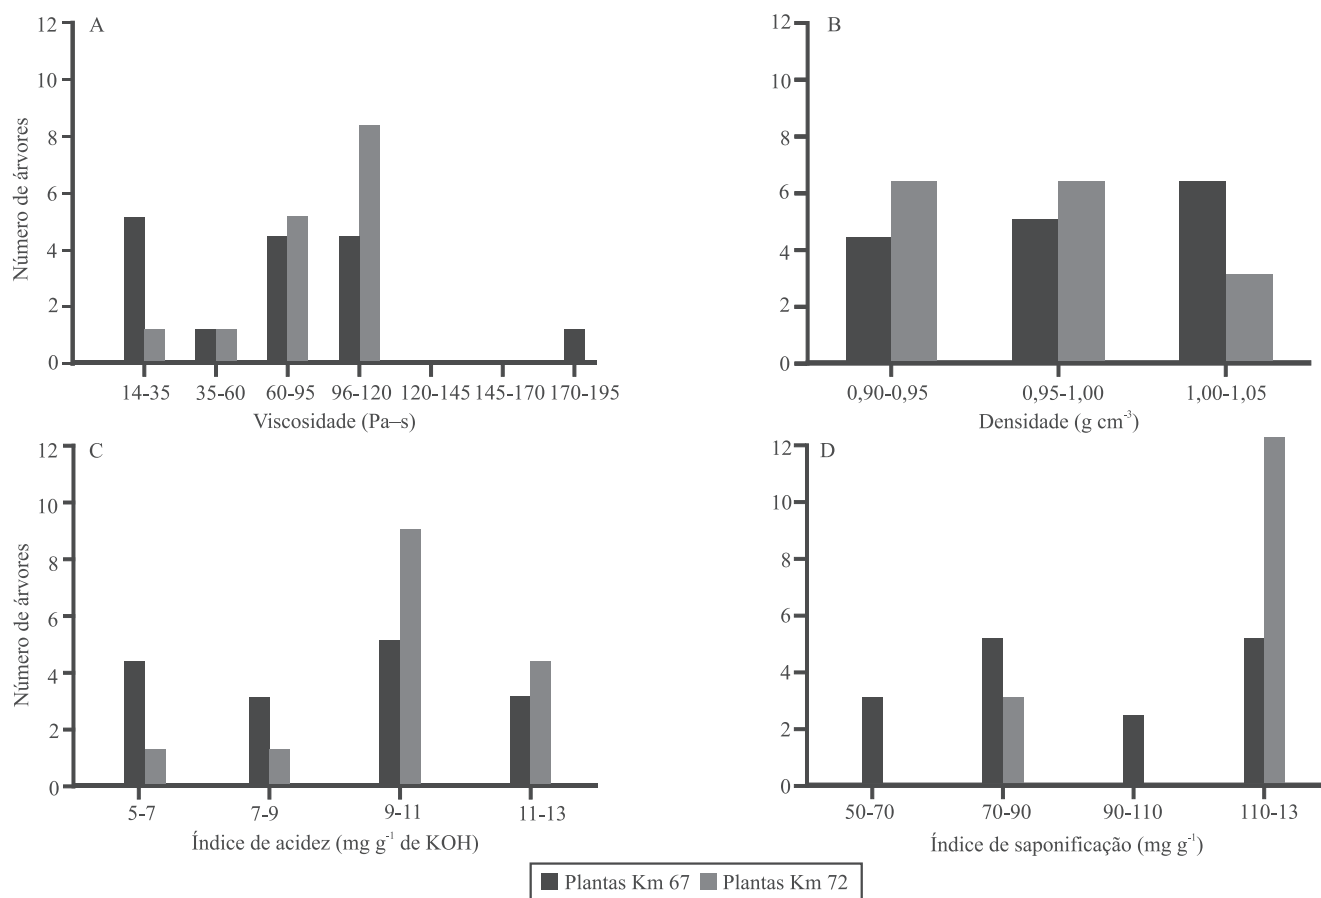 A
12
10
8
6
4
2
0
Número de árvores
14-35 35-60 60-95 96-120 120-145 145-170 170-195
Viscosidade (Pa–s)
B
12
10
8
6
4
2
0
0,90-0,95 0,95-1,00 1,00-1,05
Densidade (g cm⁻³)
C
12
10
8
6
4
2
0
Número de árvores
5-7 7-9 9-11 11-13
Índice de acidez (mg g⁻¹ de KOH)
D
12
10
8
6
4
2
0
50-70 70-90 90-110 110-13
Índice de saponificação (mg g⁻¹)
Plantas Km 67 Plantas Km 72